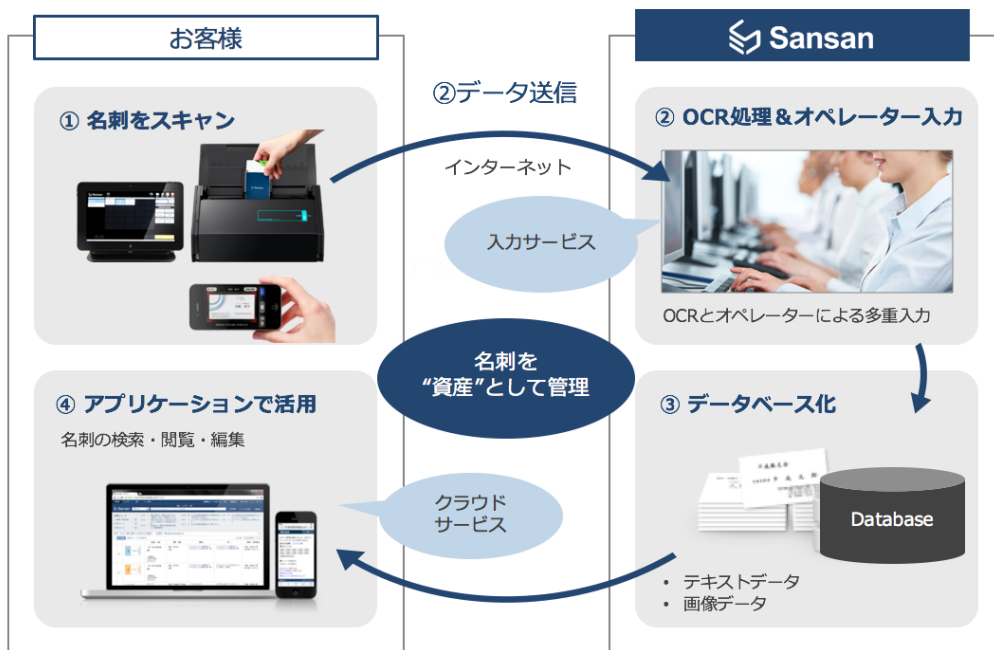 お客様
Sansan
① 名刺をスキャン
②データ送信
インターネット
② OCR処理&オペレーター入力
入力サービス
OCRとオペレーターによる多重入力
名刺を
“資産”として管理
④ アプリケーションで活用
名刺の検索・閲覧・編集
クラウド
サービス
③ データベース化
Database
• テキストデータ
• 画像データ